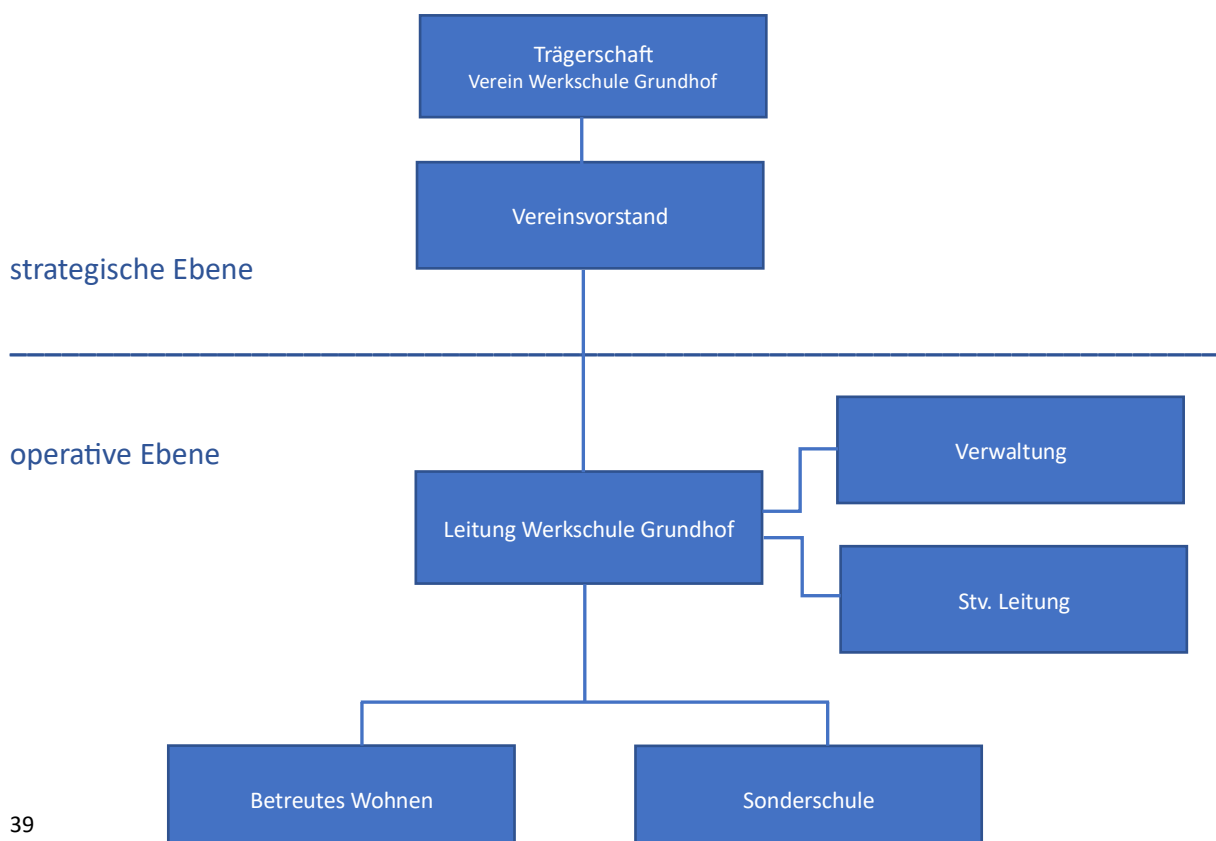 Trägerschaft
Verein Werkschule Grundhof
Vereinsvorstand
strategische Ebene
operative Ebene
Verwaltung
Leitung Werkschule Grundhof
Stv. Leitung
Betreutes Wohnen
Sonderschule
39